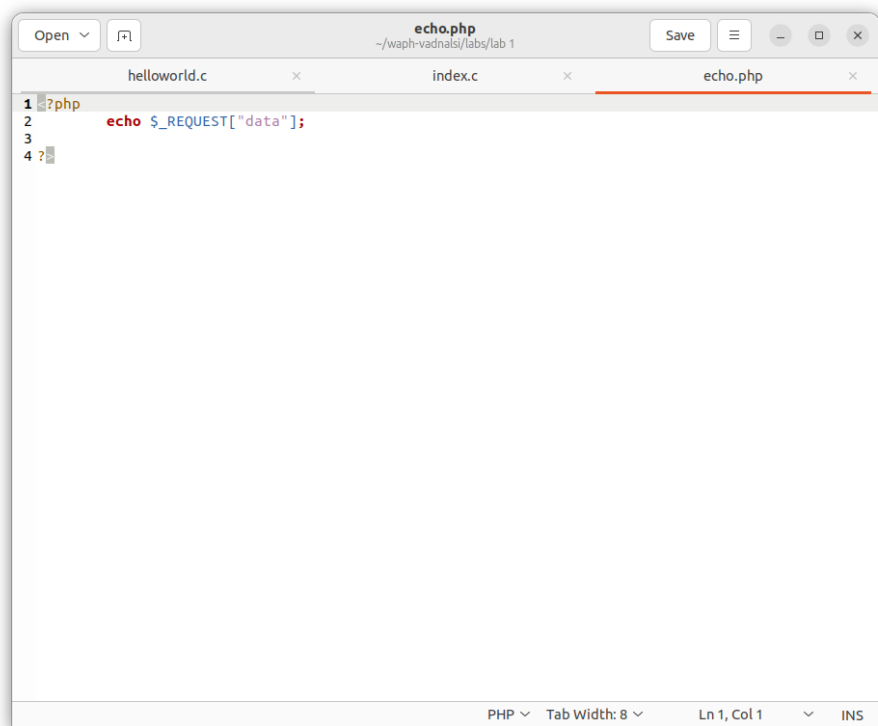 Open
echo.php
~/waph-vadnalsi/labs/lab 1
Save
helloworld.c
index.c
echo.php
1 <?php
2         echo $_REQUEST["data"];
3
4 ?>
PHP Tab Width: 8 Ln 1, Col 1 INS